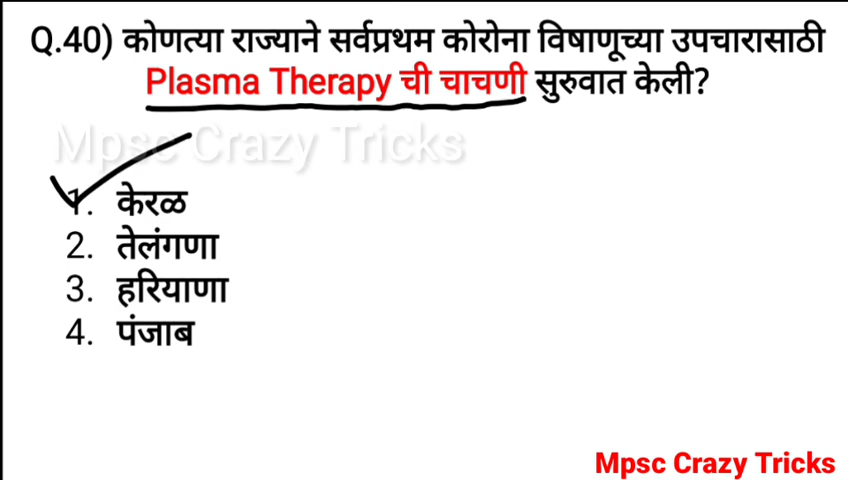 Q.40) कोणत्या राज्याने सर्वप्रथम कोरोना विषाणूच्या उपचारासाठी
Plasma Therapy ची चाचणी सुरुवात केली?
Mpsc Crazy Tricks
1. केरळ
2. तेलंगणा
3. हरियाणा
4. पंजाब
Mpsc Crazy Tricks